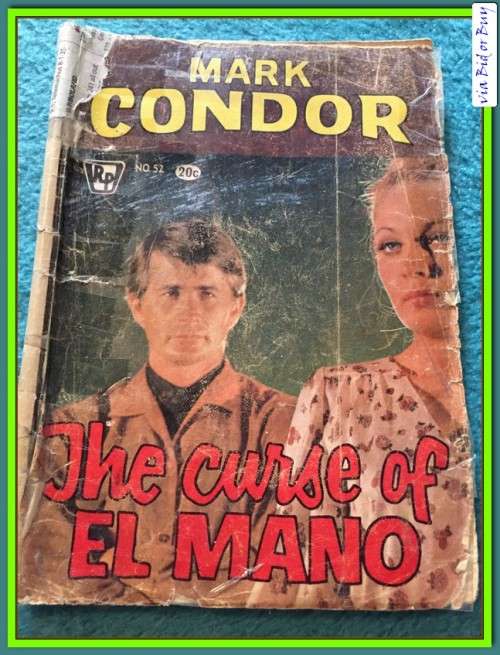 via Bid or Buy
MARK
CONDOR
RP
NO 52
20c
The curse of
EL MANO